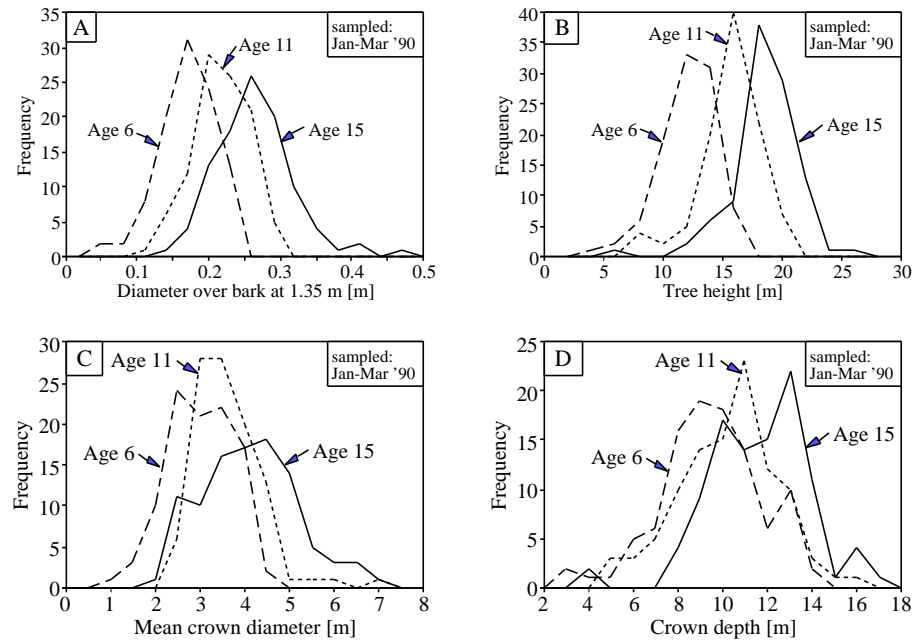 A
sampled:
Jan-Mar '90
Age 6
Age 11
Age 15
Frequency
35
30
25
20
15
10
5
0
0 0.1 0.2 0.3 0.4 0.5
Diameter over bark at 1.35 m [m]
B
sampled:
Jan-Mar '90
Age 11
Age 6
Age 15
Frequency
40
35
30
25
20
15
10
5
0
0 5 10 15 20 25 30
Tree height [m]
C
sampled:
Jan-Mar '90
Age 11
Age 6
Age 15
Frequency
30
25
20
15
10
5
0
0 1 2 3 4 5 6 7 8
Mean crown diameter [m]
D
sampled:
Jan-Mar '90
Age 11
Age 6
Age 15
Frequency
25
20
15
10
5
0
2 4 6 8 10 12 14 16 18
Crown depth [m]